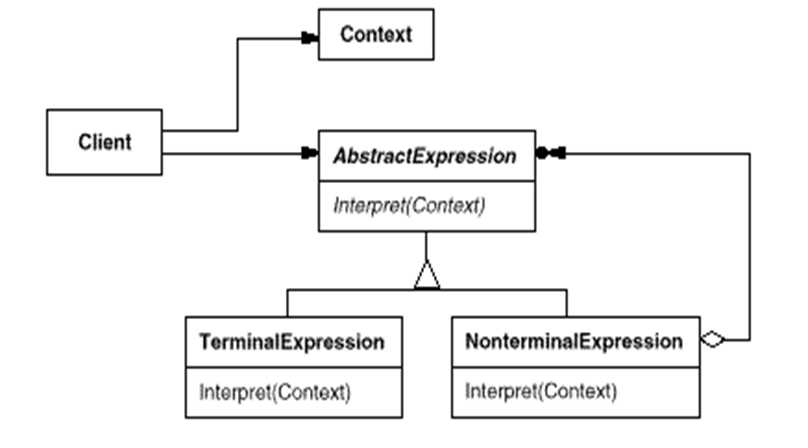 Context
Client
AbstractExpression
Interpret(Context)
TerminalExpression
Interpret(Context)
NonterminalExpression
Interpret(Context)